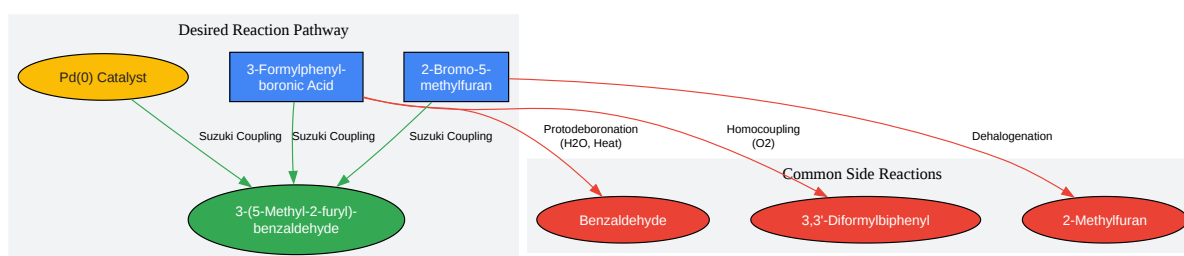 Desired Reaction Pathway
Pd(0) Catalyst
3-Formylphenyl-
boronic Acid
2-Bromo-5-
methylfuran
Suzuki Coupling
Suzuki Coupling
Suzuki Coupling
Protodeboronation
(H2O, Heat)
Homocoupling
(O2)
Dehalogenation
Common Side Reactions
3-(5-Methyl-2-furyl)-
benzaldehyde
Benzaldehyde
3,3'-Diformylbiphenyl
2-Methylfuran